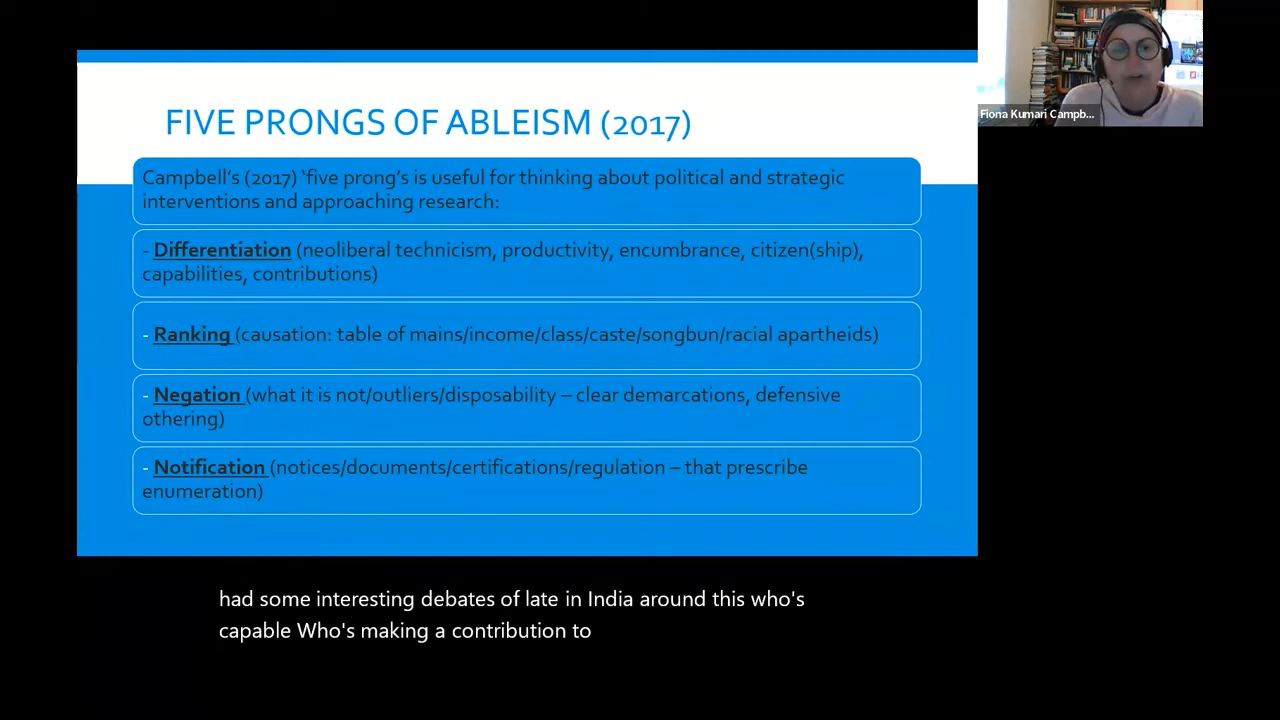 FIVE PRONGS OF ABLEISM (2017)
Fiona Kumari Campb...
Campbell's (2017) 'five prong's is useful for thinking about political and strategic
interventions and approaching research:
- Differentiation (neoliberal technicism, productivity, encumbrance, citizen(ship),
capabilities, contributions)
- Ranking (causation: table of mains/income/class/caste/songbun/racial apartheids)
- Negation (what it is not/outliers/disposability – clear demarcations, defensive
othering)
- Notification (notices/documents/certifications/regulation – that prescribe
enumeration)
had some interesting debates of late in India around this who's
capable Who's making a contribution to